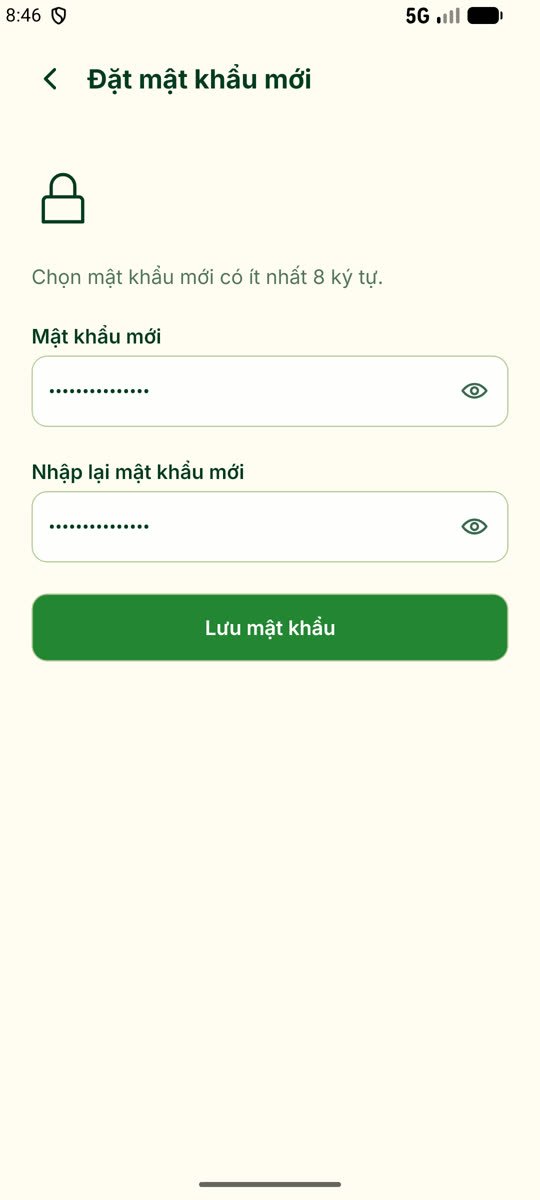 8:46
5G
Đặt mật khẩu mới
Chọn mật khẩu mới có ít nhất 8 ký tự.
Mật khẩu mới
•••••••••••••••
Nhập lại mật khẩu mới
•••••••••••••••
Lưu mật khẩu